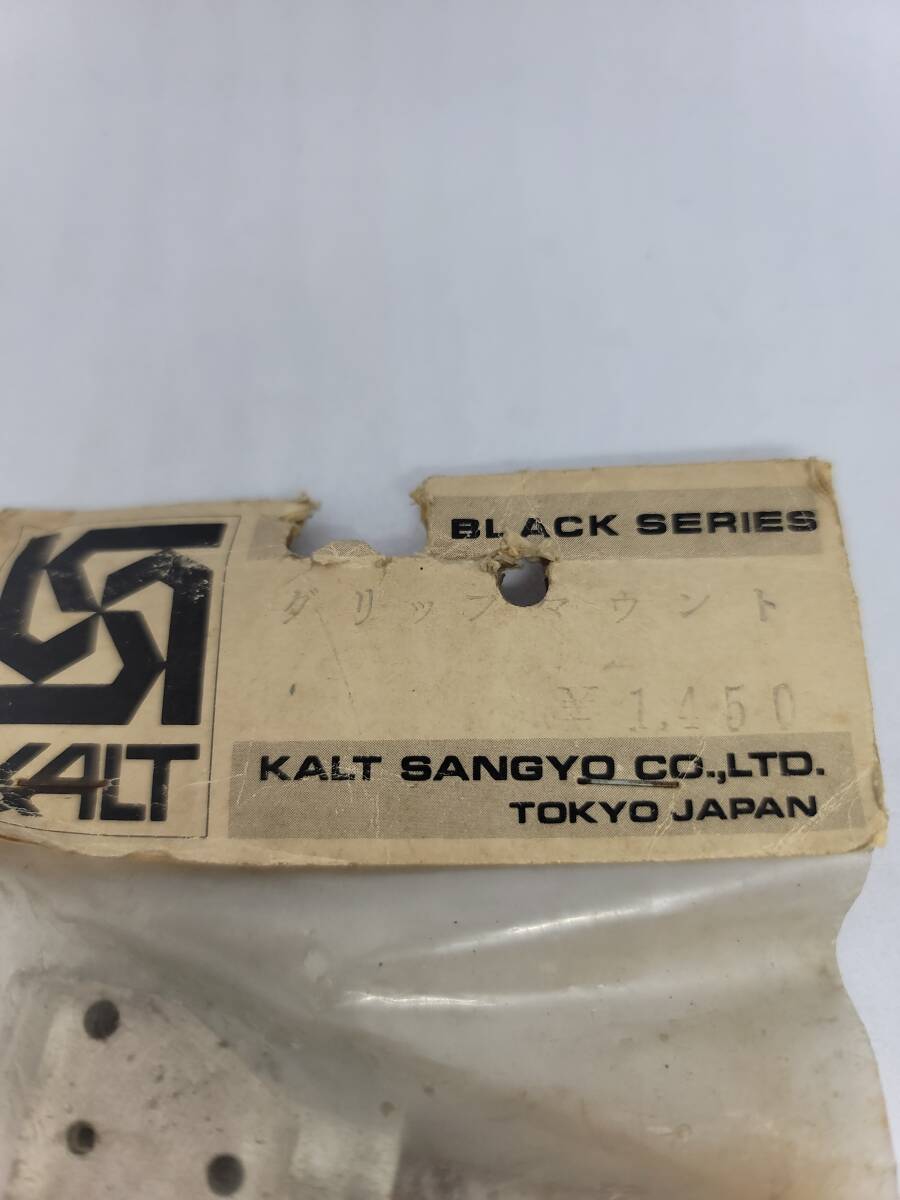 BLACK SERIES
グリップマウント
¥1,450
KALT
KALT SANGYO CO.,LTD.
TOKYO JAPAN